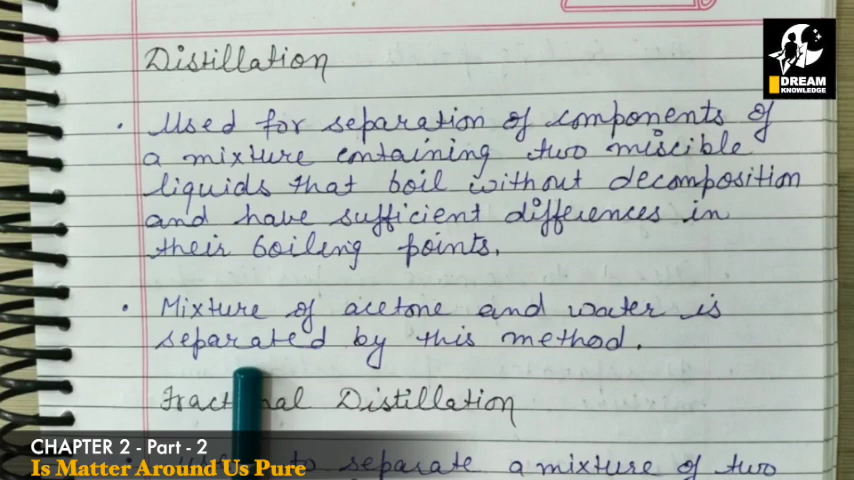 DREAM
KNOWLEDGE
Distillation
• Used for separation of components of
a mixture containing two miscible
liquids that boil without decomposition
and have sufficient differences in
their boiling points.
• Mixture of acetone and water is
separated by this method.
Distillation
CHAPTER 2 - Part - 2
to separate a mixture of two
Is Matter Around Us Pure